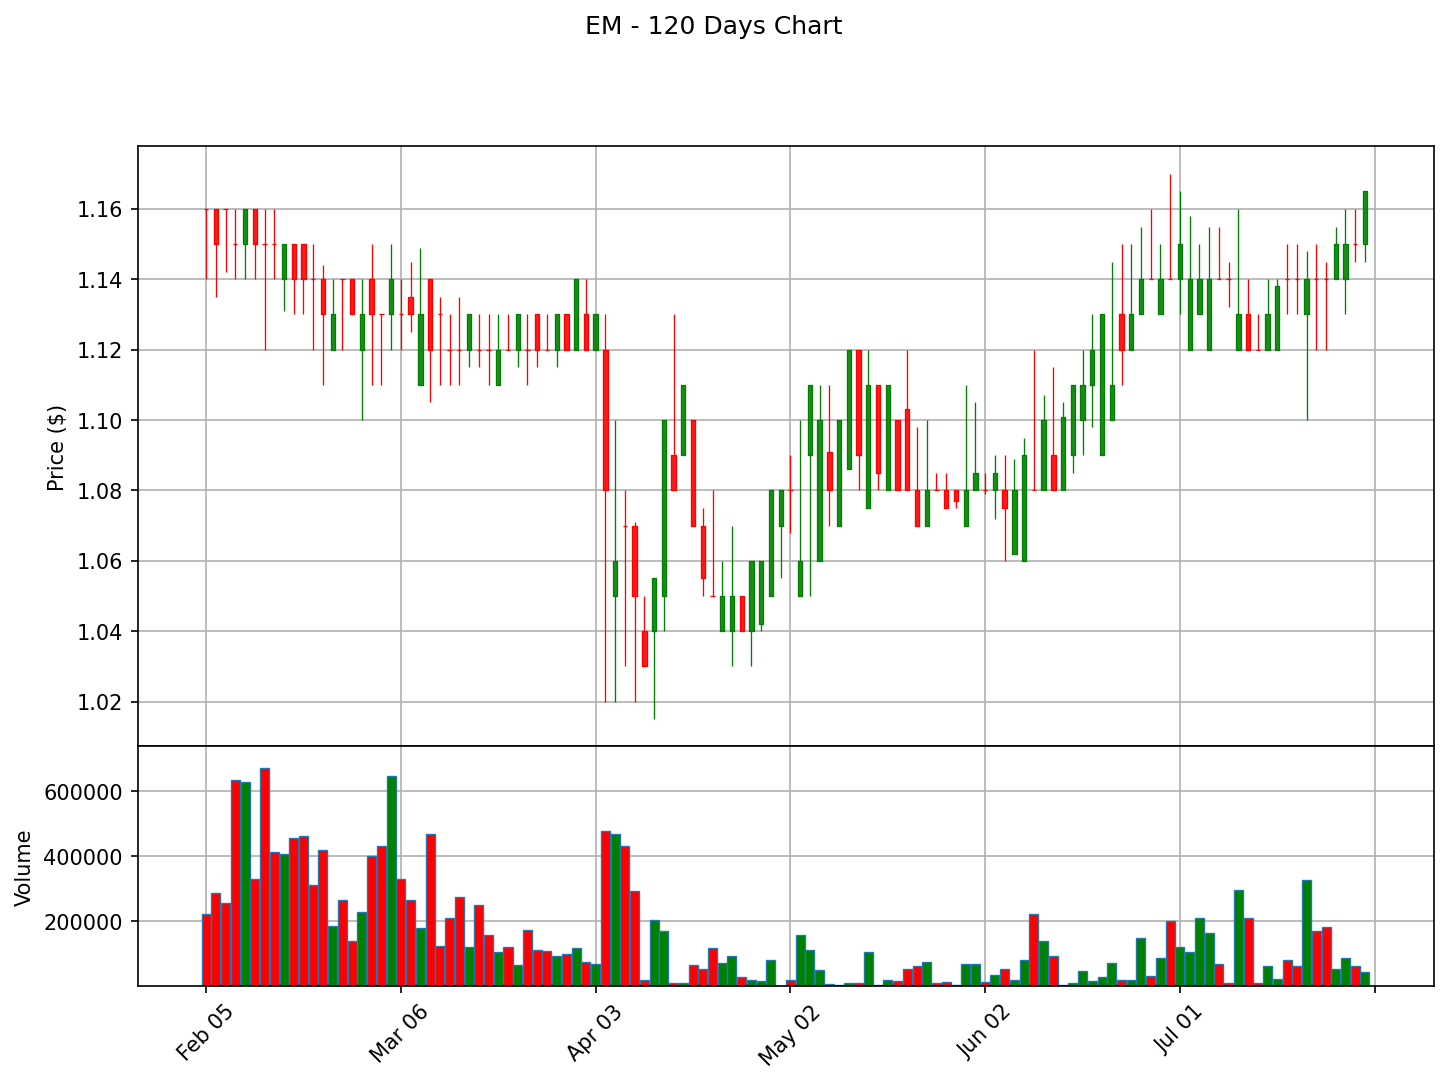 EM - 120 Days Chart
Price ($)
1.16
1.14
1.12
1.10
1.08
1.06
1.04
1.02
Volume
600000
400000
200000
Feb 05
Mar 06
Apr 03
May 02
Jun 02
Jul 01